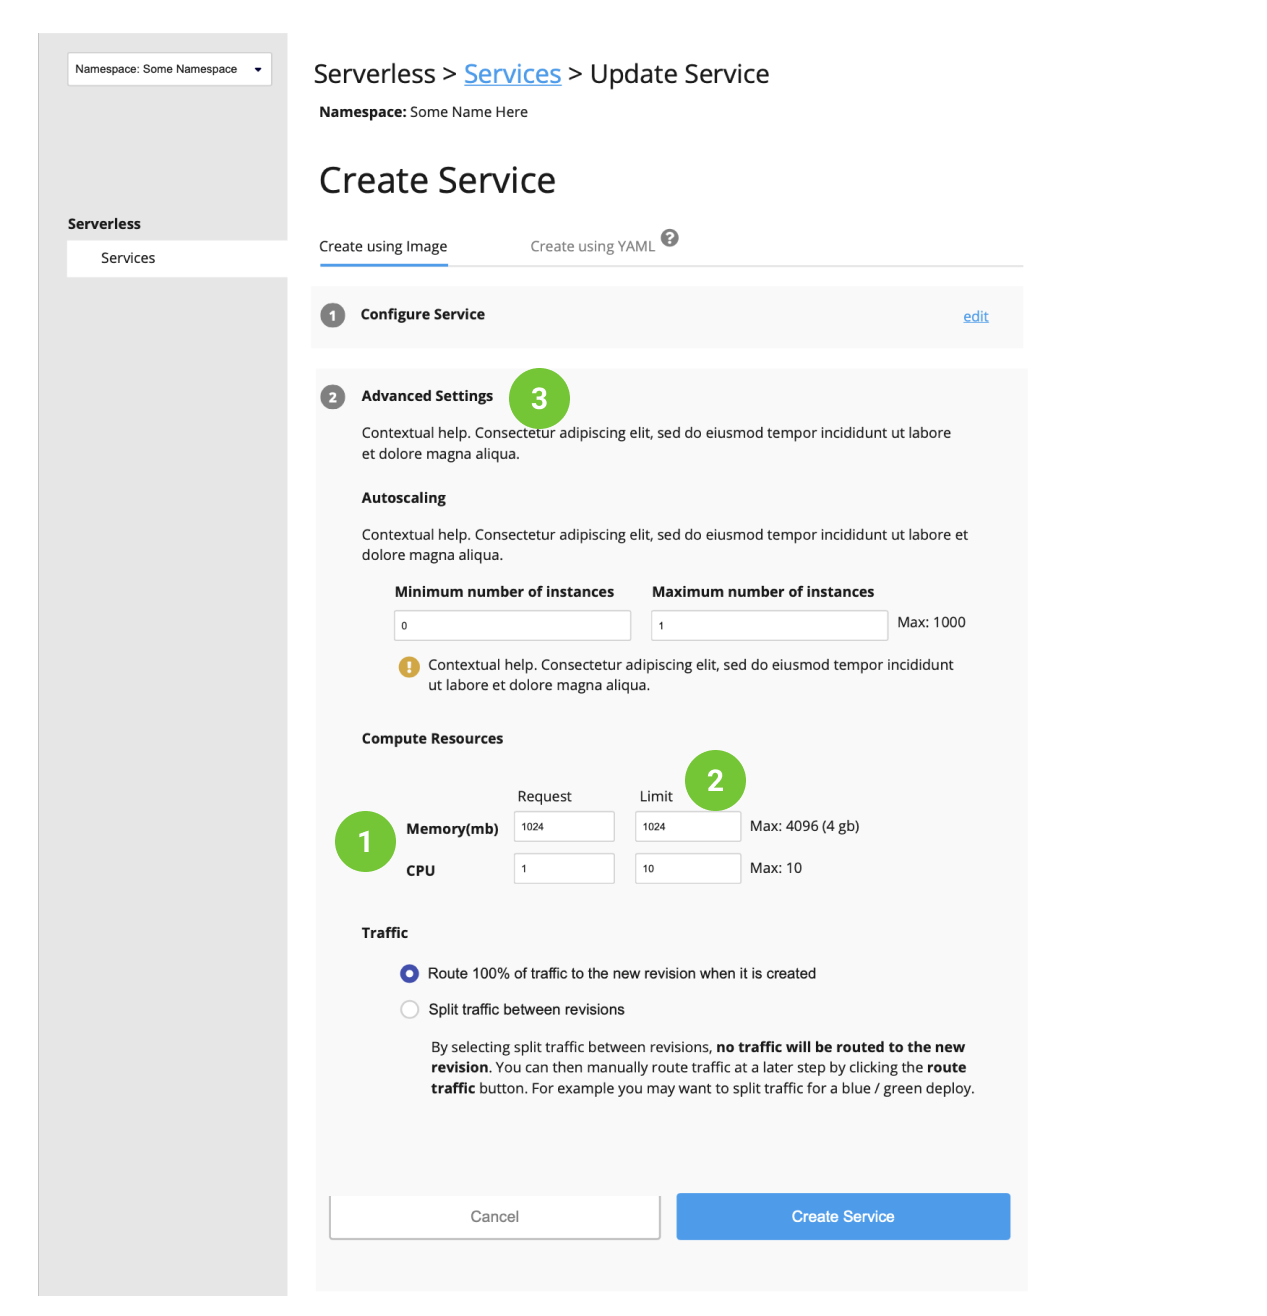 Namespace: Some Namespace
Serverless > Services > Update Service
Namespace: Some Name Here
Create Service
Serverless
Services
Create using Image
Create using YAML ?
1 Configure Service edit
2 Advanced Settings 3
Contextual help. Consectetur adipiscing elit, sed do eiusmod tempor incididunt ut labore
et dolore magna aliqua.
Autoscaling
Contextual help. Consectetur adipiscing elit, sed do eiusmod tempor incididunt ut labore et
dolore magna aliqua.
Minimum number of instances Maximum number of instances
0 1 Max: 1000
! Contextual help. Consectetur adipiscing elit, sed do eiusmod tempor incididunt
ut labore et dolore magna aliqua.
Compute Resources
2
Request Limit
1 Memory(mb) 1024 1024 Max: 4096 (4 gb)
CPU 1 10 Max: 10
Traffic
Route 100% of traffic to the new revision when it is created
Split traffic between revisions
By selecting split traffic between revisions, no traffic will be routed to the new
revision. You can then manually route traffic at a later step by clicking the route
traffic button. For example you may want to split traffic for a blue / green deploy.
Cancel Create Service